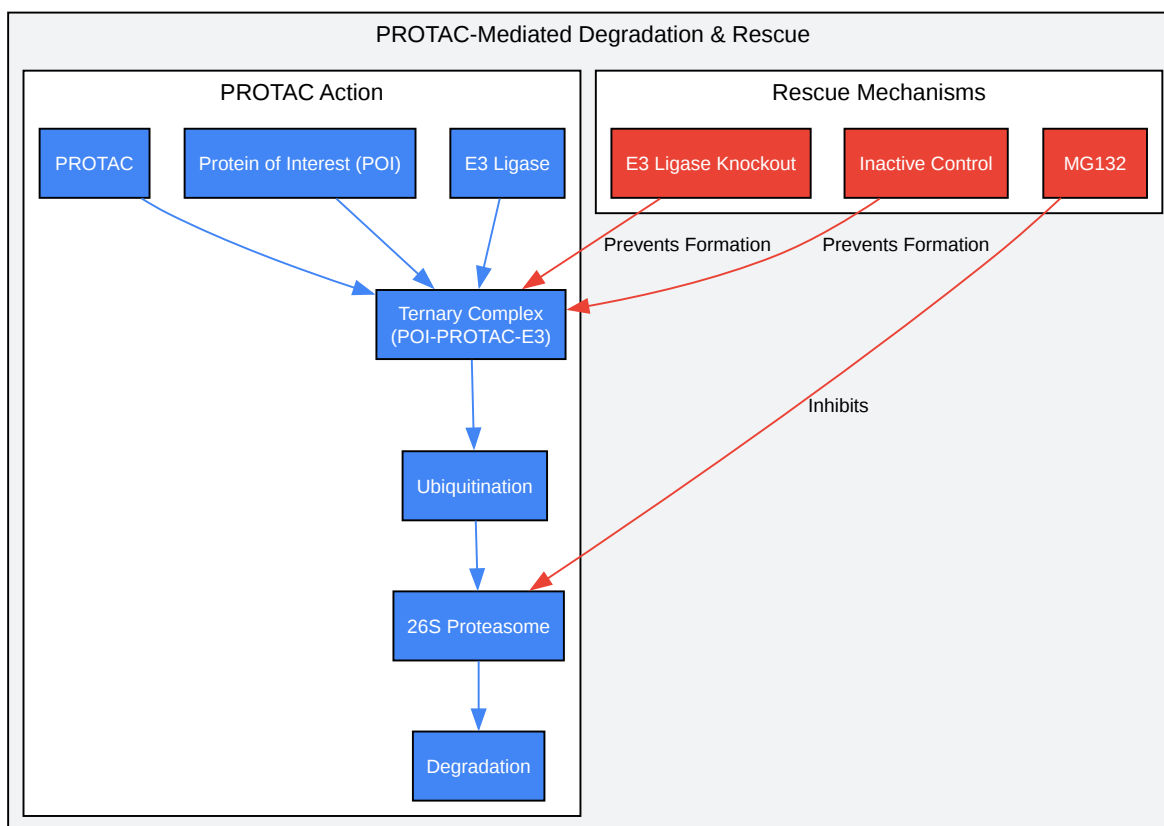 PROTAC-Mediated Degradation & Rescue
PROTAC Action
Rescue Mechanisms
PROTAC
Protein of Interest (POI)
E3 Ligase
E3 Ligase Knockout
Inactive Control
MG132
Prevents Formation
Prevents Formation
Ternary Complex
(POI-PROTAC-E3)
Inhibits
Ubiquitination
26S Proteasome
Degradation